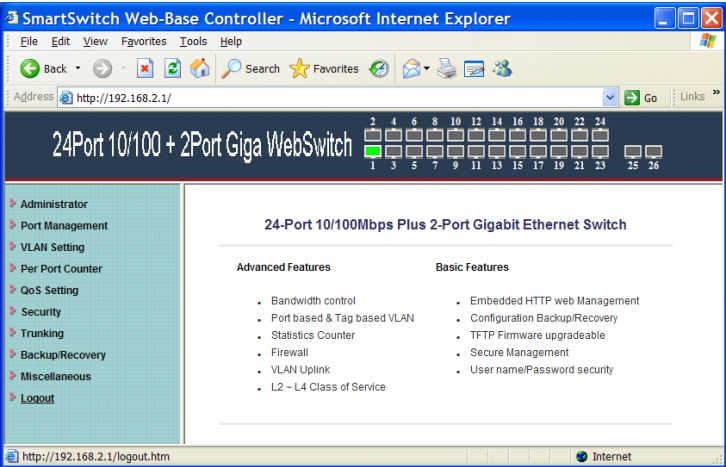 SmartSwitch Web-Base Controller - Microsoft Internet Explorer
File Edit View Favorites Tools Help
Back Search Favorites
Address http://192.168.2.1/ Go Links »
2 4 6 8 10 12 14 16 18 20 22 24
24Port 10/100 + 2Port Giga WebSwitch
1 3 5 7 9 11 13 15 17 19 21 23 25 26
Administrator
Port Management
VLAN Setting
Per Port Counter
QoS Setting
Security
Trunking
Backup/Recovery
Miscellaneous
Logout
24-Port 10/100Mbps Plus 2-Port Gigabit Ethernet Switch
Advanced Features
Bandwidth control
Port based & Tag based VLAN
Statistics Counter
Firewall
VLAN Uplink
L2 ~ L4 Class of Service
Basic Features
Embedded HTTP web Management
Configuration Backup/Recovery
TFTP Firmware upgradeable
Secure Management
User name/Password security
http://192.168.2.1/logout.htm Internet